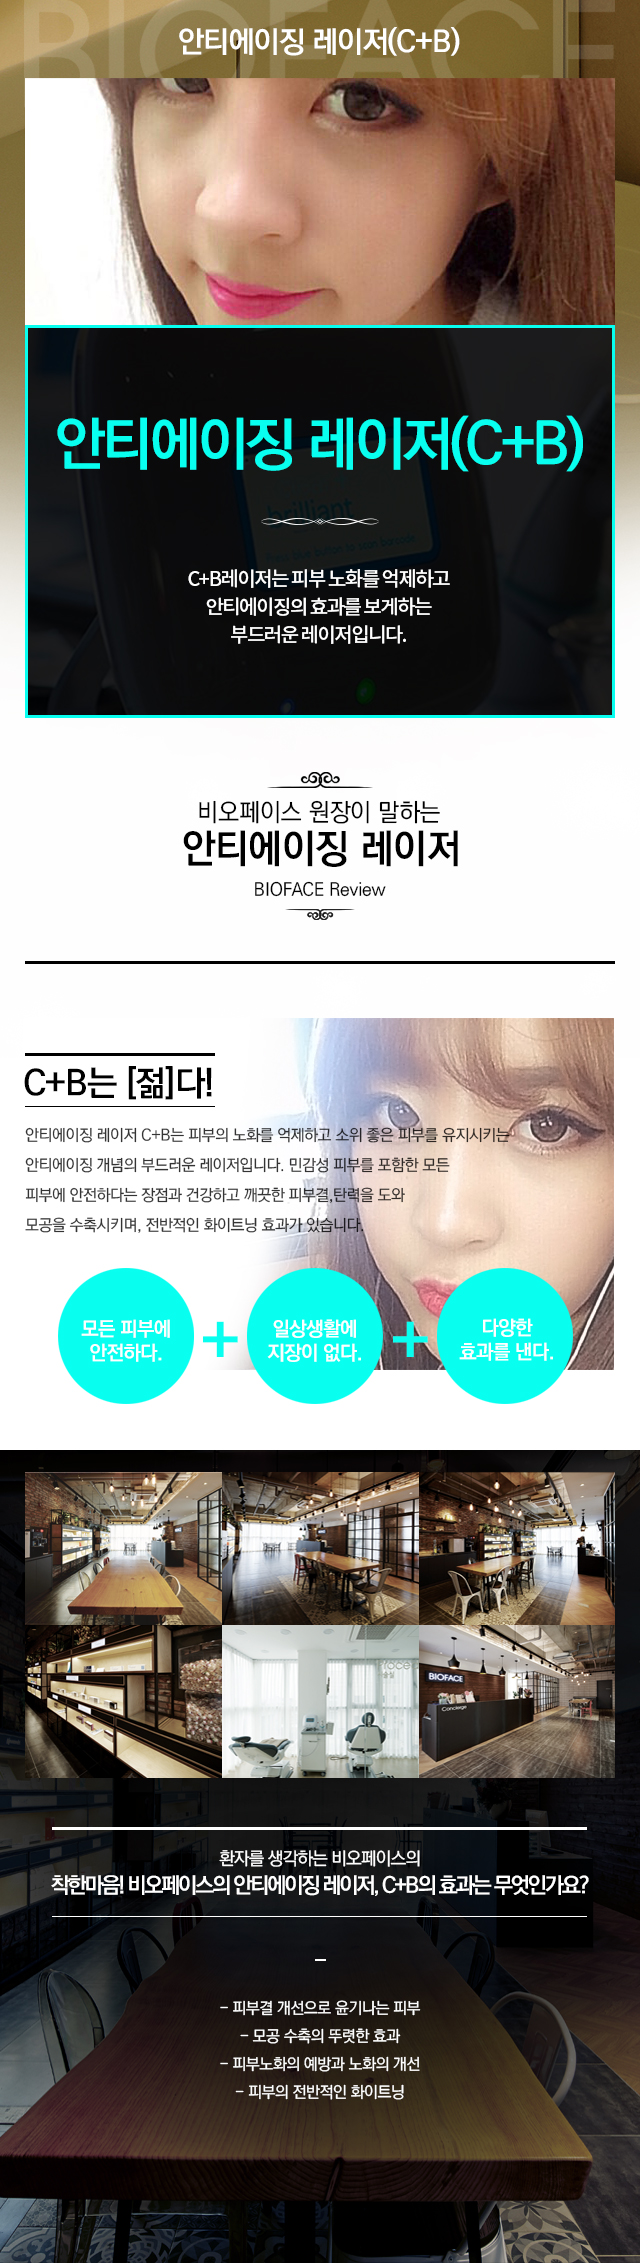 BIOFACE
안티에이징 레이저(C+B)
안티에이징 레이저(C+B)
brilliant
C+B레이저는 피부 노화를 억제하고
안티에이징의 효과를 보게하는
부드러운 레이저입니다.
비오페이스 원장이 말하는
안티에이징 레이저
BIOFACE Review
C+B는 [젊]다!
안티에이징 레이저 C+B는 피부의 노화를 억제하고 소위 좋은 피부를 유지시키는
안티에이징 개념의 부드러운 레이저입니다. 민감성 피부를 포함한 모든
피부에 안전하다는 장점과 건강하고 깨끗한 피부결,탄력을 도와
모공을 수축시키며, 전반적인 화이트닝 효과가 있습니다.
모든 피부에
안전하다.
+
일상생활에
지장이 없다.
+
다양한
효과를 낸다.
BIOFACE
Concierge
환자를 생각하는 비오페이스의
착한마음! 비오페이스의 안티에이징 레이저, C+B의 효과는 무엇인가요?
- 피부결 개선으로 윤기나는 피부
- 모공 수축의 뚜렷한 효과
- 피부노화의 예방과 노화의 개선
- 피부의 전반적인 화이트닝